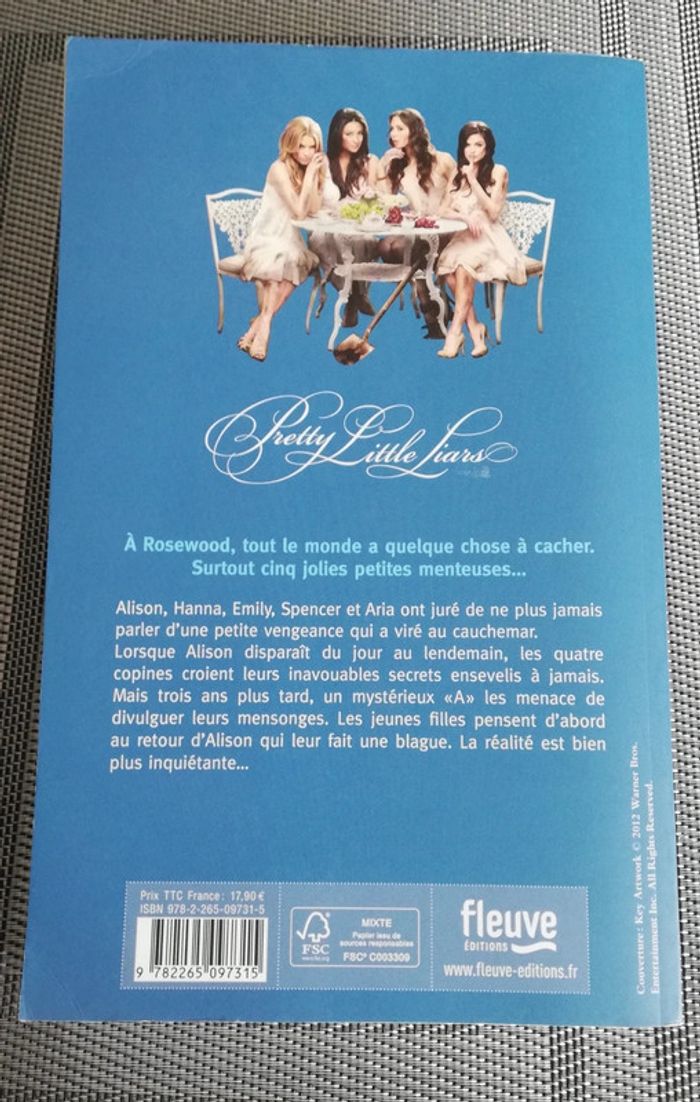 Pretty Little Liars
À Rosewood, tout le monde a quelque chose à cacher.
Surtout cinq jolies petites menteuses...
Alison, Hanna, Emily, Spencer et Aria ont juré de ne plus jamais
parler d'une petite vengeance qui a viré au cauchemar.
Lorsque Alison disparaît du jour au lendemain, les quatre
copines croient leurs inavouables secrets ensevelis à jamais.
Mais trois ans plus tard, un mystérieux «A» les menace de
divulguer leurs mensonges. Les jeunes filles pensent d'abord
au retour d'Alison qui leur fait une blague. La réalité est bien
plus inquiétante...
Couverture : Key Artwork © 2012 Warner Bros.
Entertainment Inc. All Rights Reserved.
Prix TTC France : 17,90 €
ISBN 978-2-265-09731-5
9 782265 097315
FSC
www.fsc.org
MIXTE
Papier issu de
sources responsables
FSC® C003309
fleuve
ÉDITIONS
www.fleuve-editions.fr